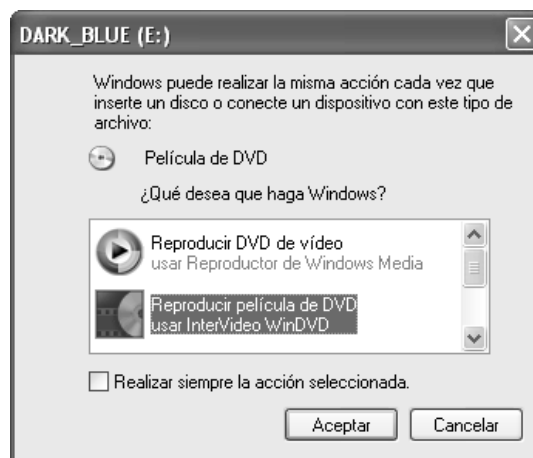 DARK_BLUE (E:)
Windows puede realizar la misma acción cada vez que
inserte un disco o conecte un dispositivo con este tipo de
archivo:
Película de DVD
¿Qué desea que haga Windows?
Reproducir DVD de vídeo
usar Reproductor de Windows Media
Reproducir película de DVD
usar InterVideo WinDVD
Realizar siempre la acción seleccionada.
Aceptar Cancelar